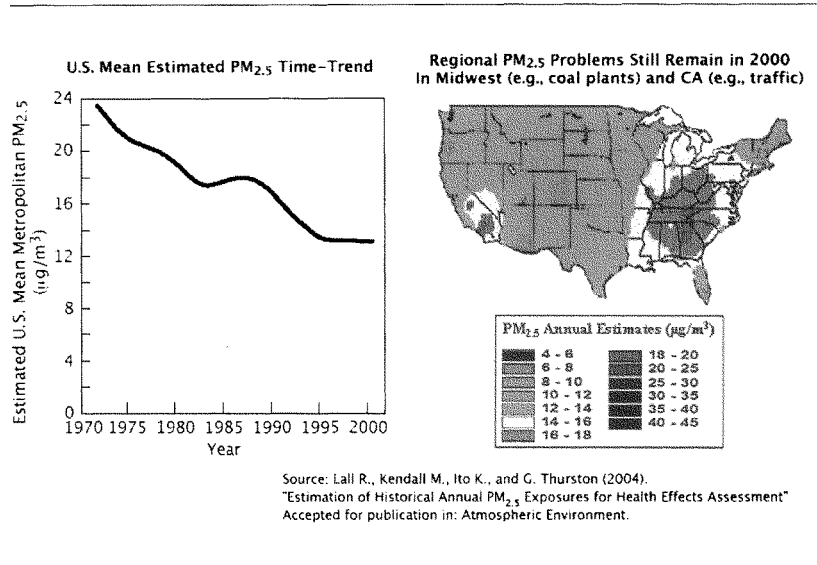 U.S. Mean Estimated PM2.5 Time-Trend
Estimated U.S. Mean Metropolitan PM2.5
(µg/m3)
24
20
16
12
8
4
0
1970 1975 1980 1985 1990 1995 2000
Year
Regional PM2.5 Problems Still Remain in 2000
In Midwest (e.g., coal plants) and CA (e.g., traffic)
PM2.5 Annual Estimates (µg/m3)
4 - 6
6 - 8
8 - 10
10 - 12
12 - 14
14 - 16
16 - 18
18 - 20
20 - 25
25 - 30
30 - 35
35 - 40
40 - 45
Source: Lall R., Kendall M., Ito K., and G. Thurston (2004).
"Estimation of Historical Annual PM2.5 Exposures for Health Effects Assessment"
Accepted for publication in: Atmospheric Environment.